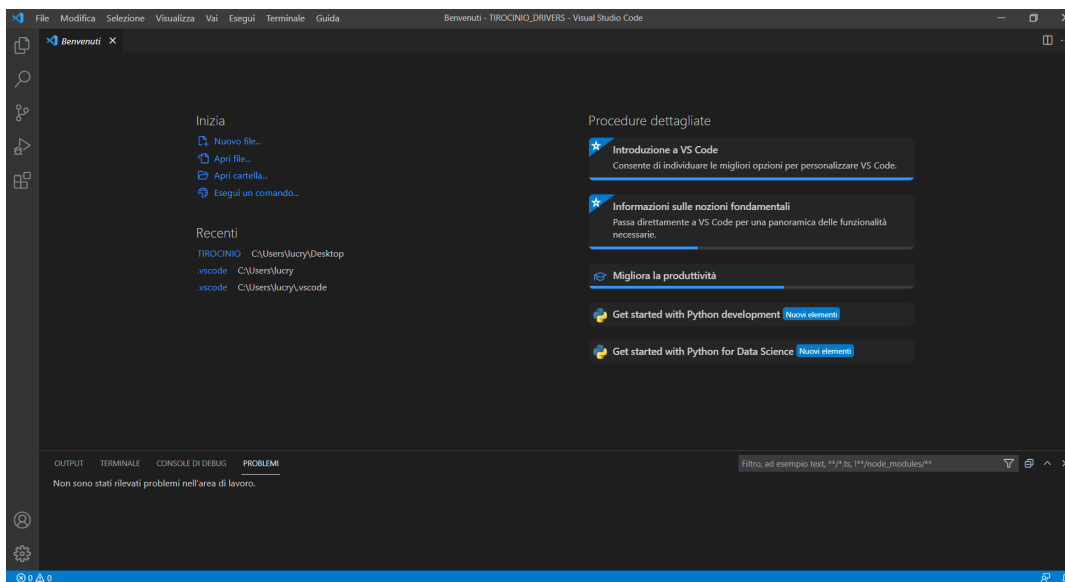 File Modifica Selezione Visualizza Vai Esegui Terminale Guida
Benvenuti - TIROCINIO_DRIVERS - Visual Studio Code
Benvenuti
Inizia
Nuovo file...
Apri file...
Apri cartella...
Esegui un comando...
Recenti
TIROCINIO C:\Users\lucry\Desktop
.vscode C:\Users\lucry
.vscode C:\Users\lucry\.vscode
Procedure dettagliate
Introduzione a VS Code
Consente di individuare le migliori opzioni per personalizzare VS Code.
Informazioni sulle nozioni fondamentali
Passa direttamente a VS Code per una panoramica delle funzionalità
necessarie.
Migliora la produttività
Get started with Python development Nuovi elementi
Get started with Python for Data Science Nuovi elementi
OUTPUT TERMINALE CONSOLE DI DEBUG PROBLEMI
Filtro, ad esempio text, **/*.ts, !**/node_modules/**
Non sono stati rilevati problemi nell'area di lavoro.
0 0